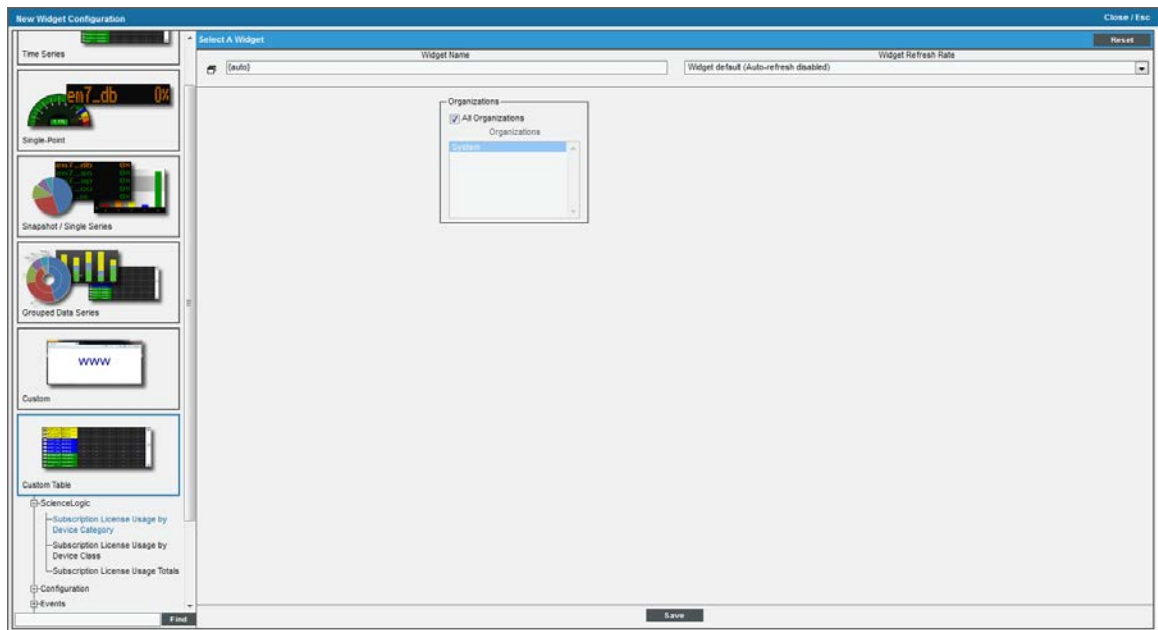 New Widget Configuration
Close / Esc
Select A Widget
Reset
Widget Name
Widget Refresh Rate
{auto}
Widget default (Auto-refresh disabled)
Time Series
em7_db 0%
Single-Point
Snapshot / Single Series
Grouped Data Series
www
Custom
Custom Table
ScienceLogic
Subscription License Usage by
Device Category
Subscription License Usage by
Device Class
Subscription License Usage Totals
Configuration
Events
Find
Organizations
All Organizations
Organizations
System
Save